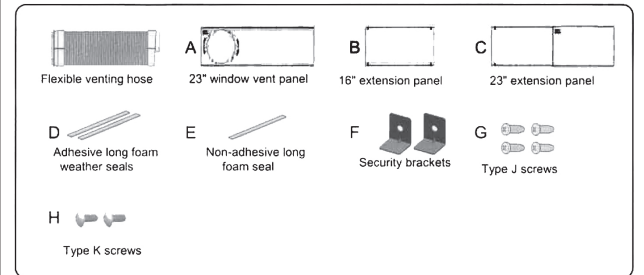 Flexible venting hose
A
23" window vent panel
B
16" extension panel
C
23" extension panel
D
Adhesive long foam
weather seals
E
Non-adhesive long
foam seal
F
Security brackets
G
Type J screws
H
Type K screws